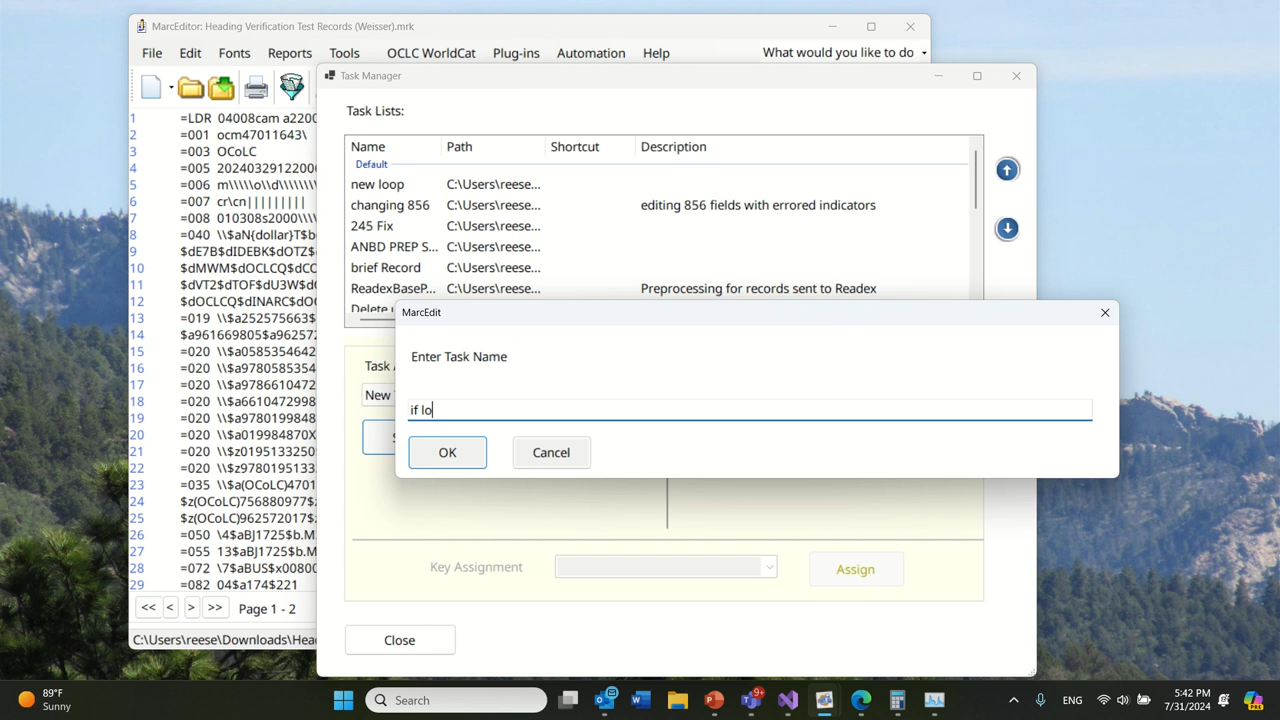 MarcEditor: Heading Verification Test Records (Weisser).mrk
File Edit Fonts Reports Tools OCLC WorldCat Plug-ins Automation Help What would you like to do
Task Manager
Task Lists:
Name Path Shortcut Description
Default
new loop C:\Users\reese...
changing 856 C:\Users\reese... editing 856 fields with errored indicators
245 Fix C:\Users\reese...
ANBD PREP S... C:\Users\reese...
brief Record C:\Users\reese...
ReadexBaseP... C:\Users\reese... Preprocessing for records sent to Readex
Delete
1 =LDR 04008cam a2200
2 =001 ocm47011643\
3 =003 OCoLC
4 =005 20240329122000
5 =006 m\\\\\o\\d\\\\\\\\
6 =007 cr\cn|||||||||
7 =008 010308s2000\\\\
8 =040 \\$aN{dollar}T$b
9 $dE7B$dIDEBK$dOTZ$
10 $dMWM$dOCLCQ$dCO
11 $dVT2$dTOF$dU3W$d
12 $dOCLCQ$dINARC$dOC
13 =019 \\$a252575663$
14 $a961669805$a962572
15 =020 \\$a0585354642
16 =020 \\$a9780585354
17 =020 \\$a9786610472
18 =020 \\$a6610472998
19 =020 \\$a9780199848
20 =020 \\$a019984870X
21 =020 \\$z0195133250
22 =020 \\$z9780195133
23 =035 \\$a(OCoLC)4701
24 $z(OCoLC)756880977$z
25 $z(OCoLC)962572017$z
26 =050 \4$aBJ1725$b.M
27 =055 13$aBJ1725$b.M
28 =072 \7$aBUS$x00800
29 =082 04$a174$221
<< < > >> Page 1 - 2
C:\Users\reese\Downloads\Hea
Task
New
MarcEdit
Enter Task Name
if lo
OK Cancel
Key Assignment Assign
Close
89°F
Sunny
Search
9+
ENG
5:42 PM
7/31/2024